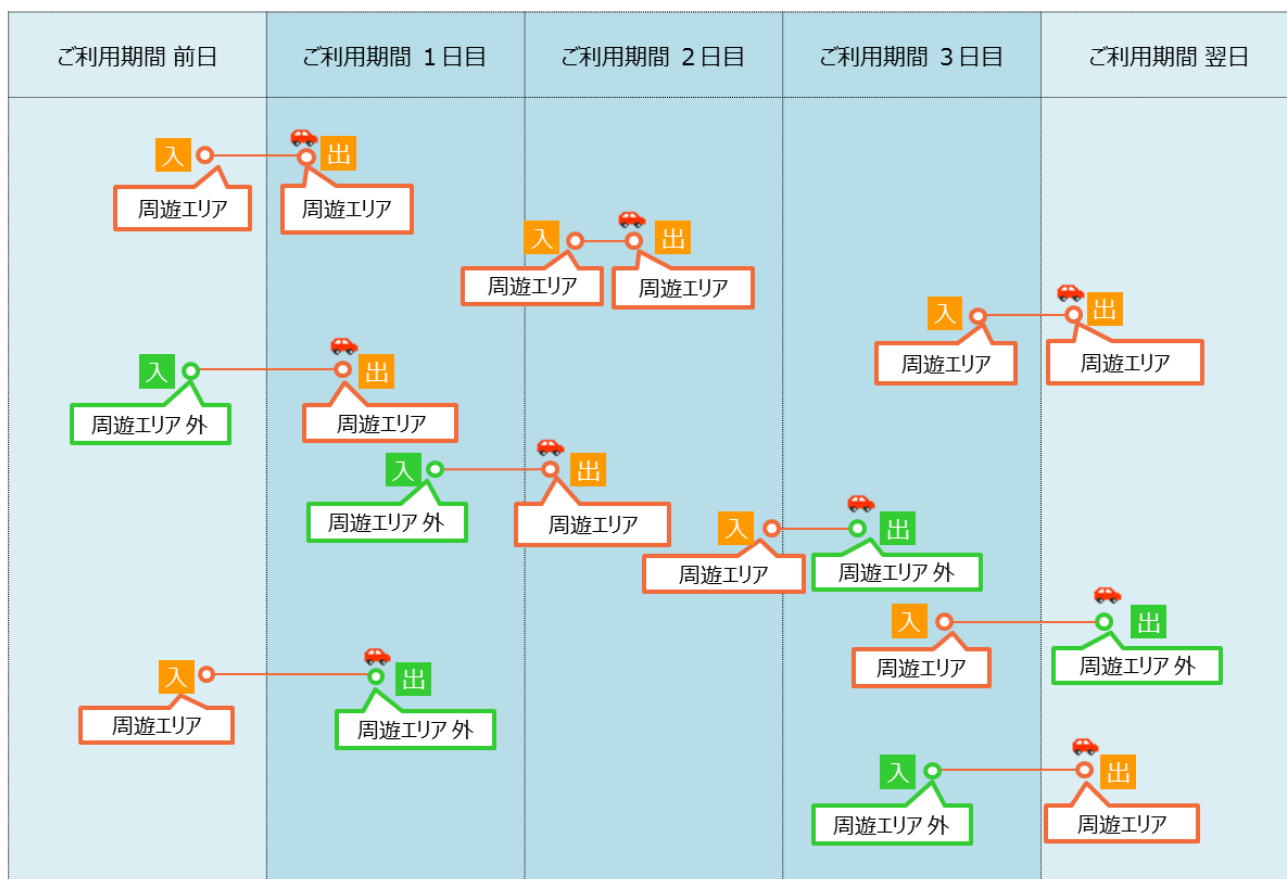 ご利用期間 前日
ご利用期間 1日目
ご利用期間 2日目
ご利用期間 3日目
ご利用期間 翌日
入
出
周遊エリア
周遊エリア
入
出
周遊エリア
周遊エリア
入
出
周遊エリア
周遊エリア
入
出
周遊エリア 外
周遊エリア
入
出
周遊エリア 外
周遊エリア
入
出
周遊エリア
周遊エリア 外
入
出
周遊エリア
周遊エリア 外
入
出
周遊エリア
周遊エリア 外
入
出
周遊エリア 外
周遊エリア